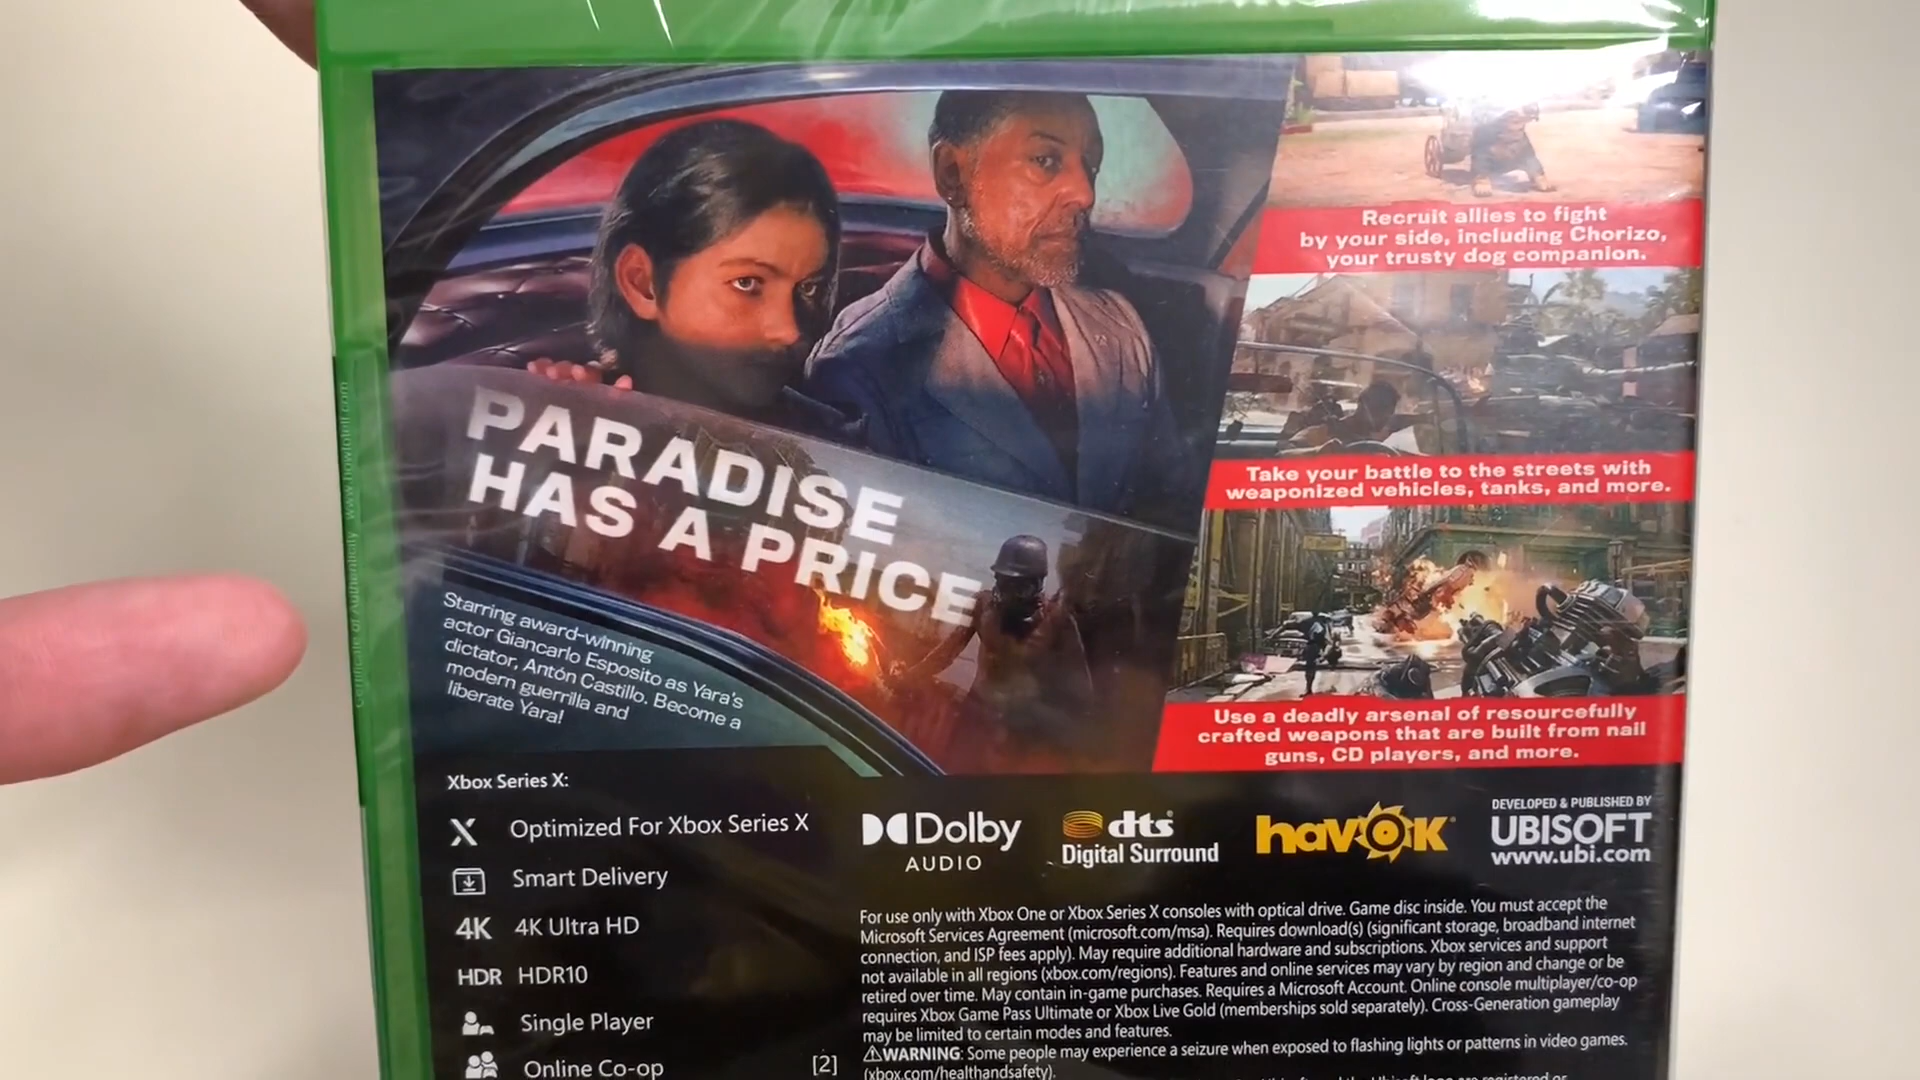 Recruit allies to fight
by your side, including Chorizo,
your trusty dog companion.
PARADISE
HAS A PRICE
Take your battle to the streets with
weaponized vehicles, tanks, and more.
Starring award-winning
actor Giancarlo Esposito as Yara's
dictator, Antón Castillo. Become a
modern guerrilla and
liberate Yara!
Use a deadly arsenal of resourcefully
crafted weapons that are built from nail
guns, CD players, and more.
Certificate of Authenticity www.howtotell.com
Xbox Series X:
Optimized For Xbox Series X
Smart Delivery
4K 4K Ultra HD
HDR HDR10
Single Player
Online Co-op [2]
Dolby
AUDIO
dts
Digital Surround
havok
DEVELOPED & PUBLISHED BY
UBISOFT
www.ubi.com
For use only with Xbox One or Xbox Series X consoles with optical drive. Game disc inside. You must accept the
Microsoft Services Agreement (microsoft.com/msa). Requires download(s) (significant storage, broadband internet
connection, and ISP fees apply). May require additional hardware and subscriptions. Xbox services and support
not available in all regions (xbox.com/regions). Features and online services may vary by region and change or be
retired over time. May contain in-game purchases. Requires a Microsoft Account. Online console multiplayer/co-op
requires Xbox Game Pass Ultimate or Xbox Live Gold (memberships sold separately). Cross-Generation gameplay
may be limited to certain modes and features.
⚠WARNING: Some people may experience a seizure when exposed to flashing lights or patterns in video games.
(xbox.com/healthandsafety).